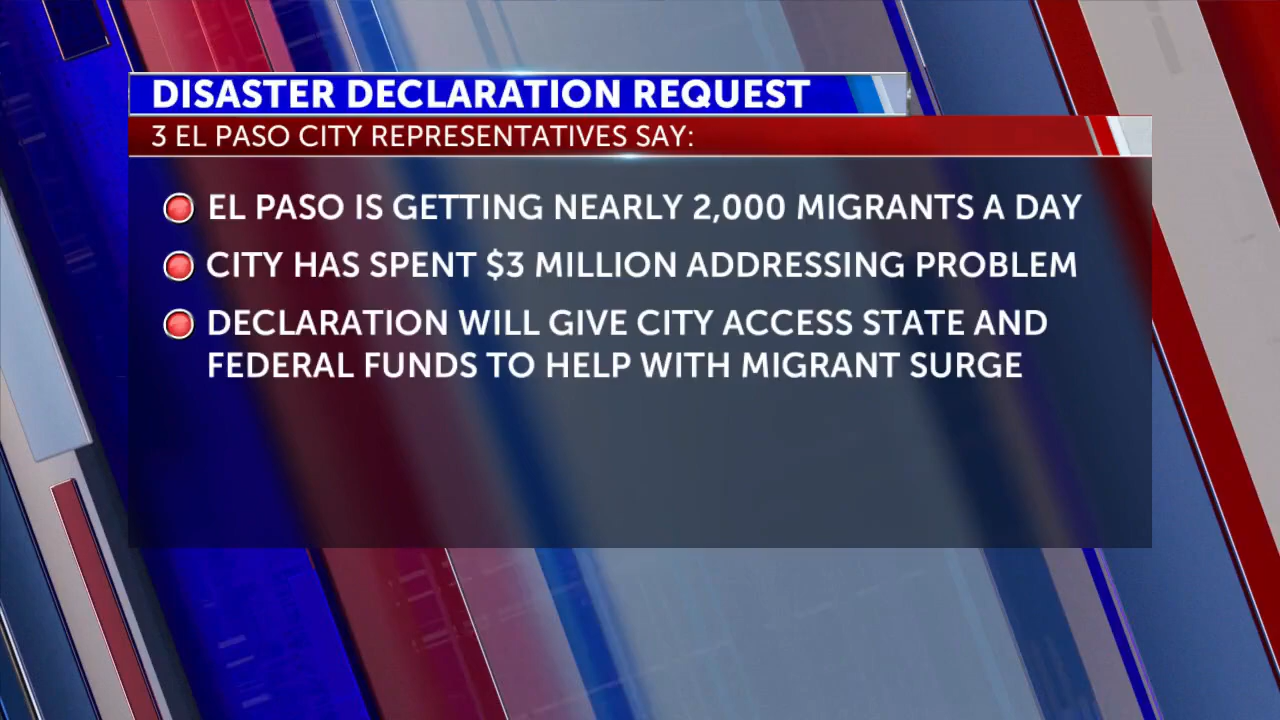 DISASTER DECLARATION REQUEST
3 EL PASO CITY REPRESENTATIVES SAY:
EL PASO IS GETTING NEARLY 2,000 MIGRANTS A DAY
CITY HAS SPENT $3 MILLION ADDRESSING PROBLEM
DECLARATION WILL GIVE CITY ACCESS STATE AND
FEDERAL FUNDS TO HELP WITH MIGRANT SURGE